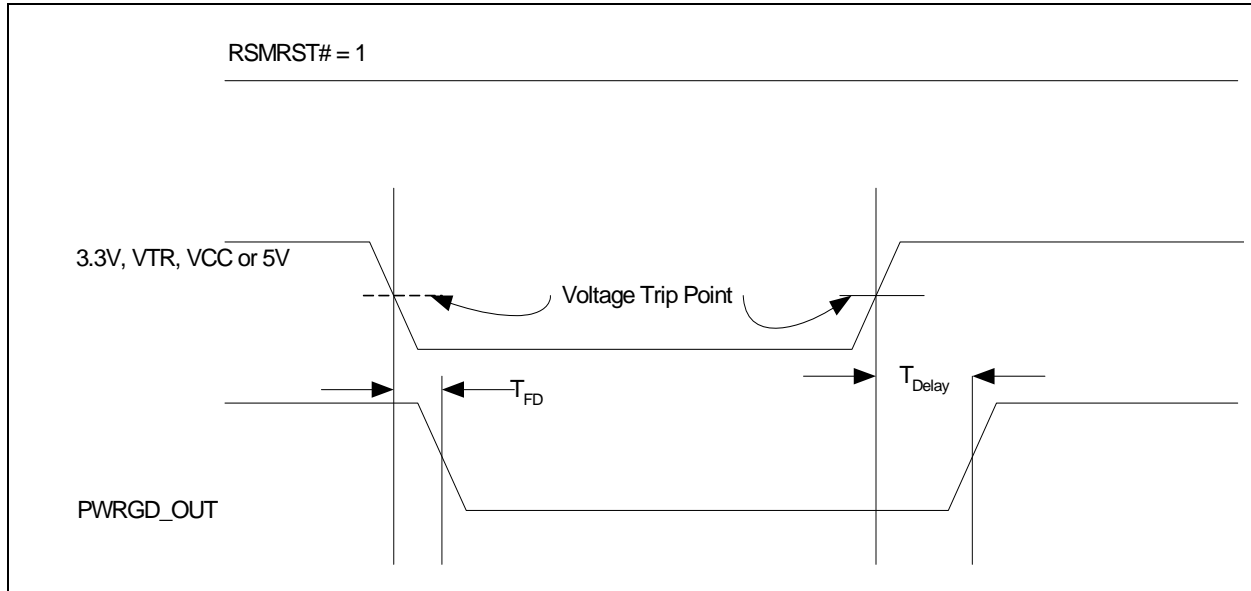 RSMRST# = 1
3.3V, VTR, VCC or 5V
Voltage Trip Point
TFD
TDelay
PWRGD_OUT